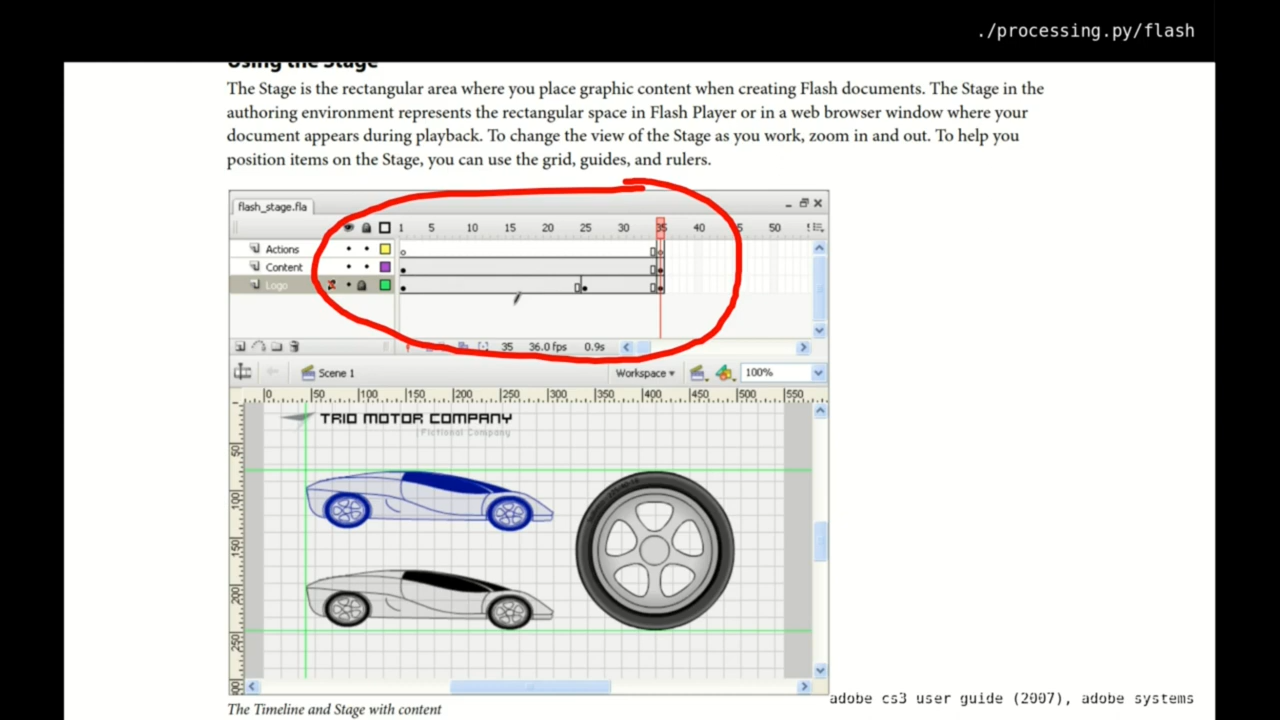 ./processing.py/flash
Using the Stage
The Stage is the rectangular area where you place graphic content when creating Flash documents. The Stage in the
authoring environment represents the rectangular space in Flash Player or in a web browser window where your
document appears during playback. To change the view of the Stage as you work, zoom in and out. To help you
position items on the Stage, you can use the grid, guides, and rulers.
flash_stage.fla
1 5 10 15 20 25 30 35 40 45 50
Actions
Content
Logo
35 36.0 fps 0.9s
Scene 1 Workspace 100%
0 50 100 150 200 250 300 350 400 450 500 550
TRIO MOTOR COMPANY
Fictional Company
50
100
150
200
250
adobe cs3 user guide (2007), adobe systems
The Timeline and Stage with content